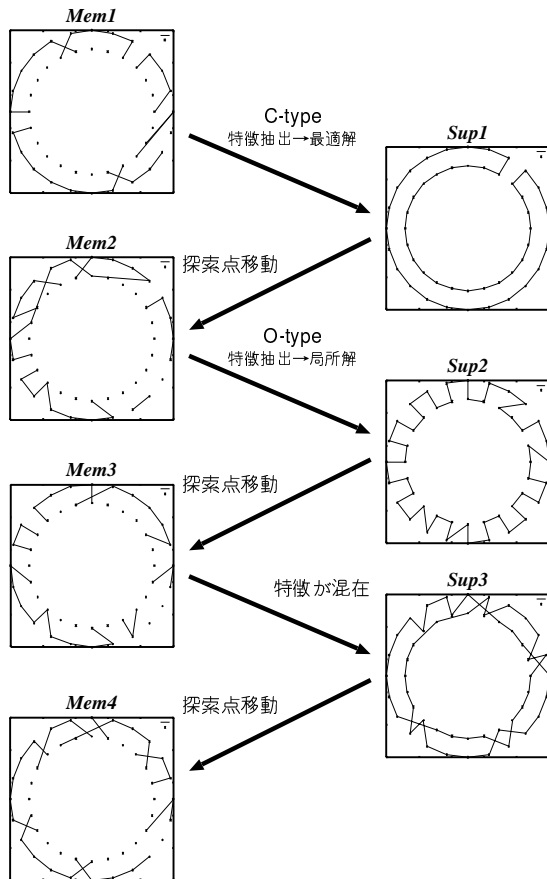 Mem1
C-type
特徴抽出→最適解
Sup1
Mem2
探索点移動
O-type
特徴抽出→局所解
Sup2
Mem3
探索点移動
特徴が混在
Sup3
Mem4
探索点移動